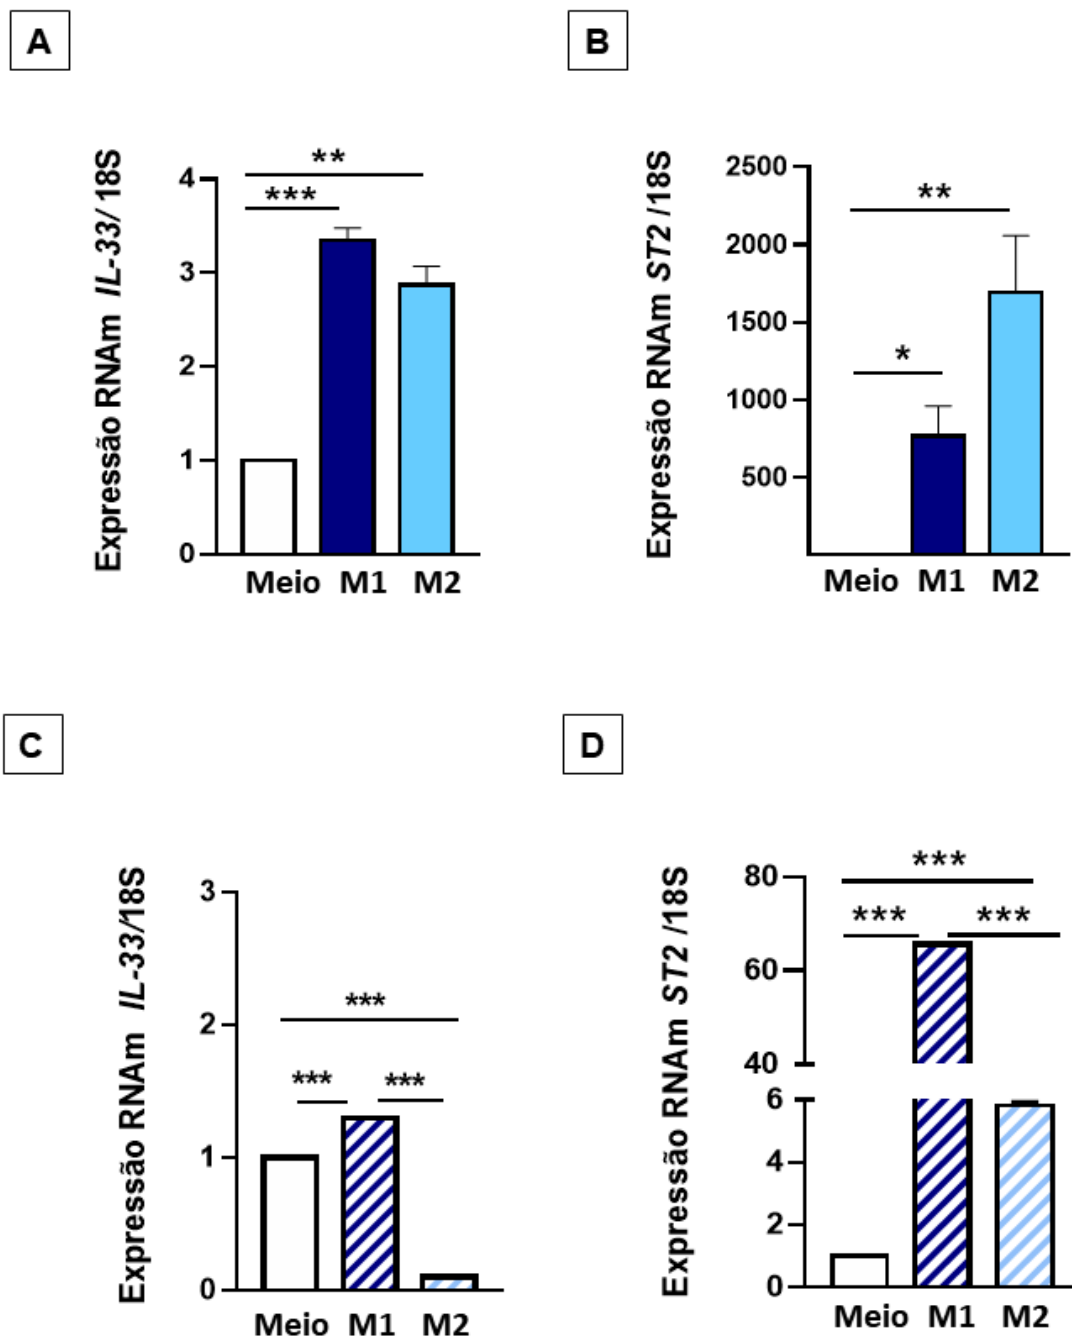 A
Expressão RNAm IL-33/ 18S
4
3
2
1
0
**
***
Meio M1 M2
B
Expressão RNAm ST2 /18S
2500
2000
1500
1000
500
**
*
Meio M1 M2
C
Expressão RNAm IL-33/18S
3
2
1
0
***
*** ***
Meio M1 M2
D
Expressão RNAm ST2 /18S
80
60
40
6
4
2
0
***
*** ***
Meio M1 M2